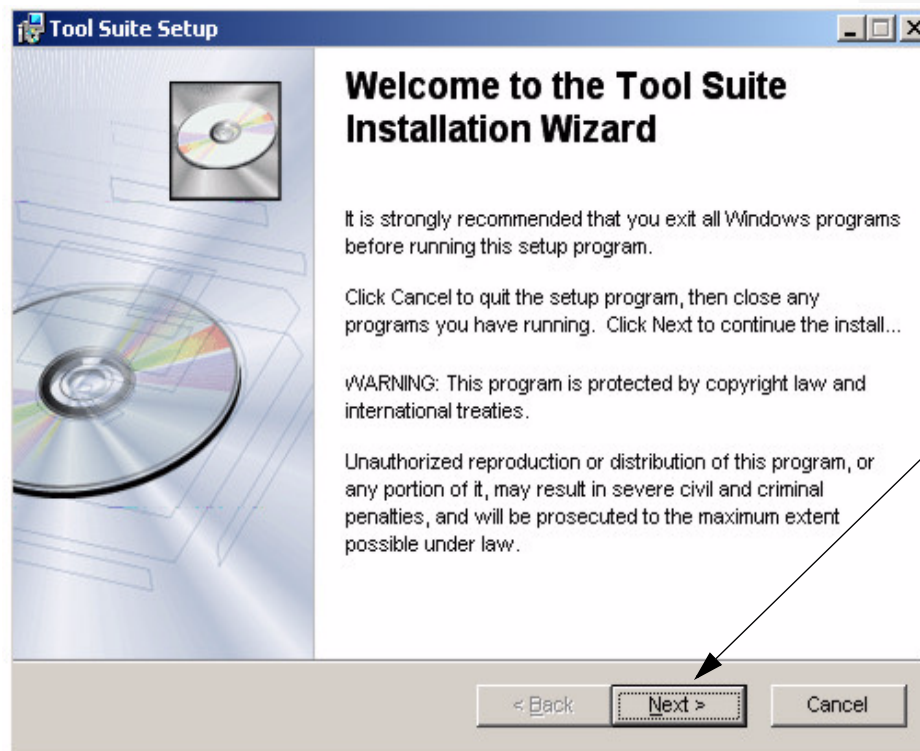 Tool Suite Setup
Welcome to the Tool Suite
Installation Wizard
It is strongly recommended that you exit all Windows programs
before running this setup program.
Click Cancel to quit the setup program, then close any
programs you have running. Click Next to continue the install...
WARNING: This program is protected by copyright law and
international treaties.
Unauthorized reproduction or distribution of this program, or
any portion of it, may result in severe civil and criminal
penalties, and will be prosecuted to the maximum extent
possible under law.
< Back
Next >
Cancel